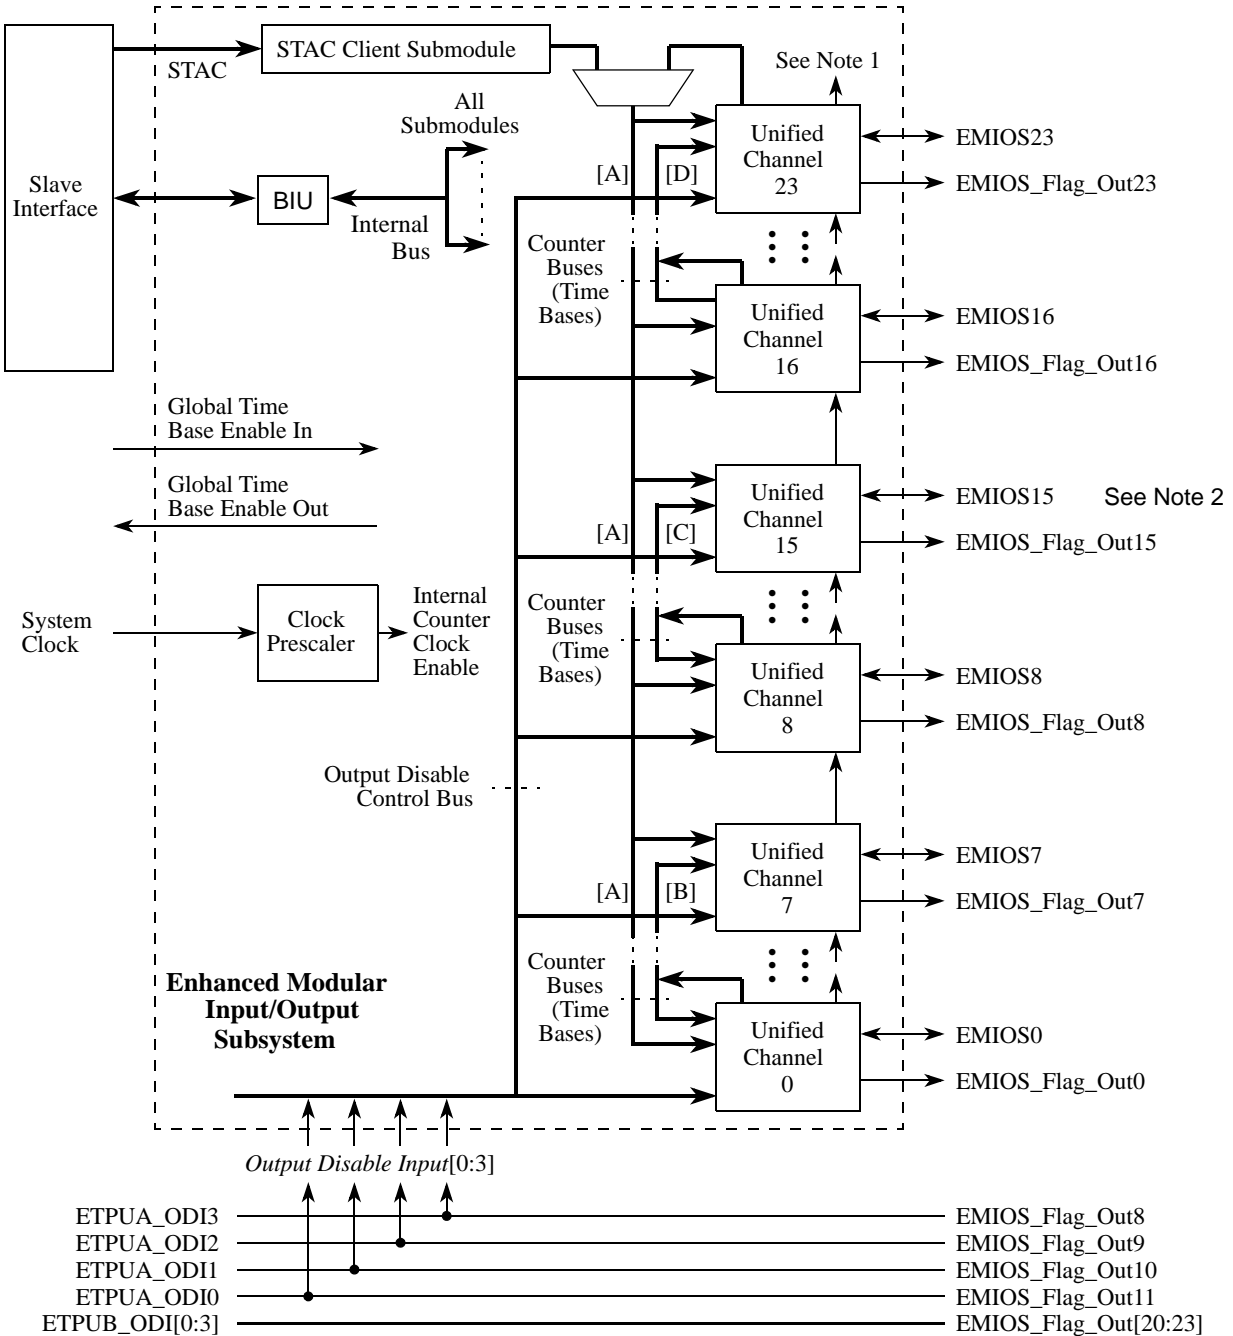 STAC
STAC Client Submodule
See Note 1
All
Submodules
Slave
Interface
BIU
Internal
Bus
[A]
[D]
Unified
Channel
23
EMIOS23
EMIOS_Flag_Out23
Counter
Buses
(Time
Bases)
Unified
Channel
16
EMIOS16
EMIOS_Flag_Out16
Global Time
Base Enable In
Global Time
Base Enable Out
[A]
[C]
Unified
Channel
15
EMIOS15
See Note 2
EMIOS_Flag_Out15
System
Clock
Clock
Prescaler
Internal
Counter
Clock
Enable
Counter
Buses
(Time
Bases)
Unified
Channel
8
EMIOS8
EMIOS_Flag_Out8
Output Disable
Control Bus
[A]
[B]
Unified
Channel
7
EMIOS7
EMIOS_Flag_Out7
Enhanced Modular
Input/Output
Subsystem
Counter
Buses
(Time
Bases)
Unified
Channel
0
EMIOS0
EMIOS_Flag_Out0
Output Disable Input[0:3]
ETPUA_ODI3
EMIOS_Flag_Out8
ETPUA_ODI2
EMIOS_Flag_Out9
ETPUA_ODI1
EMIOS_Flag_Out10
ETPUA_ODI0
EMIOS_Flag_Out11
ETPUB_ODI[0:3]
EMIOS_Flag_Out[20:23]